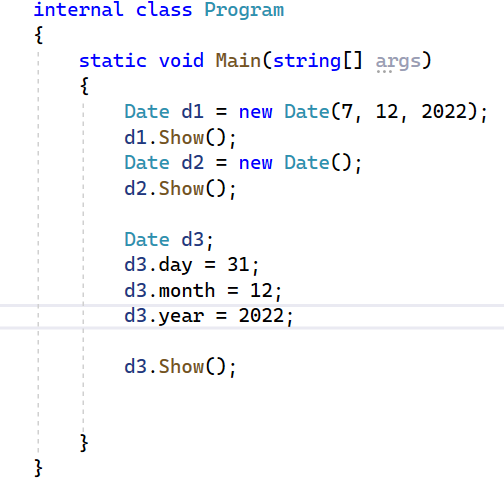 internal class Program
{
static void Main(string[] args)
{
Date d1 = new Date(7, 12, 2022);
d1.Show();
Date d2 = new Date();
d2.Show();
Date d3;
d3.day = 31;
d3.month = 12;
d3.year = 2022;
d3.Show();
}
}